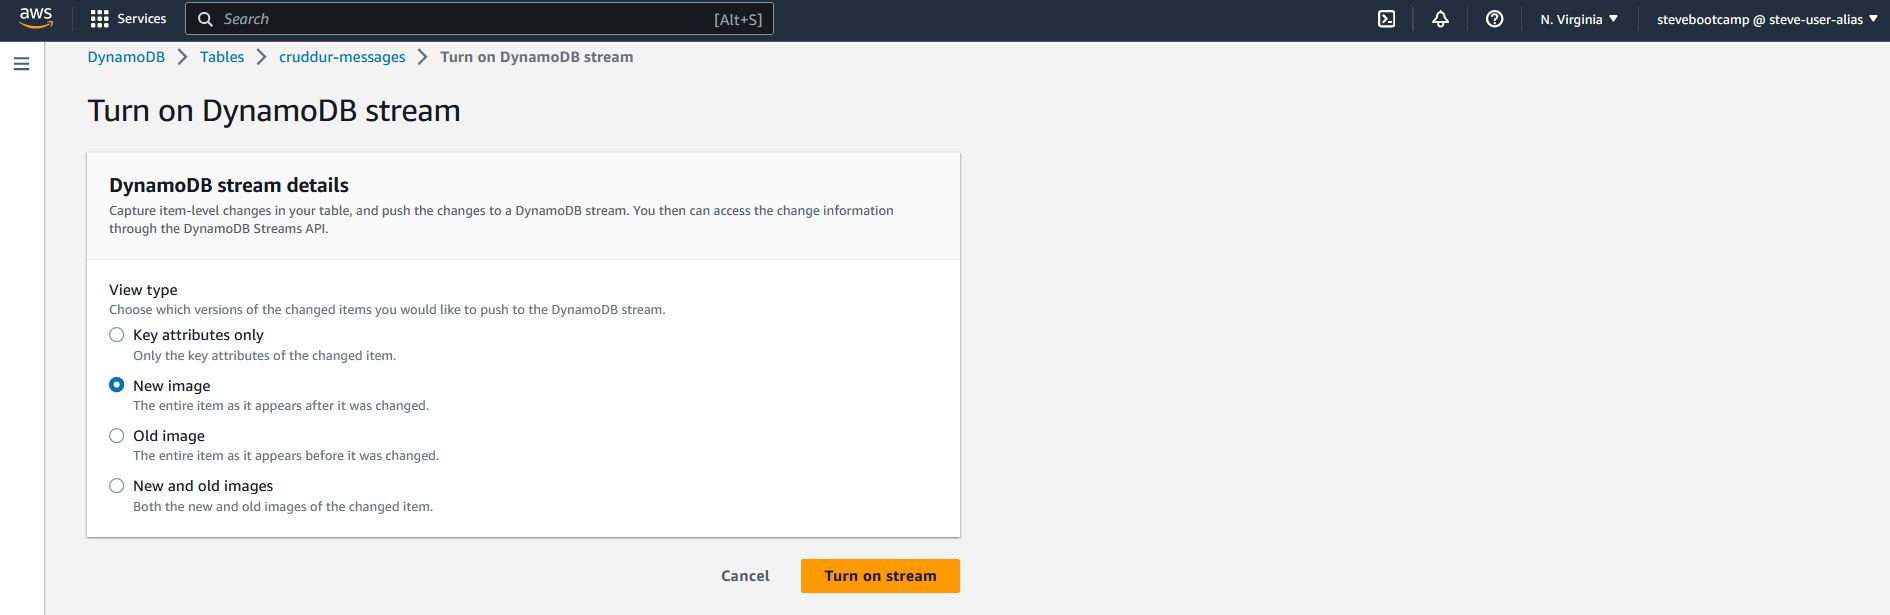 aws Services Search [Alt+S] N. Virginia stevebootcamp @ steve-user-alias
DynamoDB Tables cruddur-messages Turn on DynamoDB stream
Turn on DynamoDB stream
DynamoDB stream details
Capture item-level changes in your table, and push the changes to a DynamoDB stream. You then can access the change information
through the DynamoDB Streams API.
View type
Choose which versions of the changed items you would like to push to the DynamoDB stream.
Key attributes only
Only the key attributes of the changed item.
New image
The entire item as it appears after it was changed.
Old image
The entire item as it appears before it was changed.
New and old images
Both the new and old images of the changed item.
Cancel Turn on stream